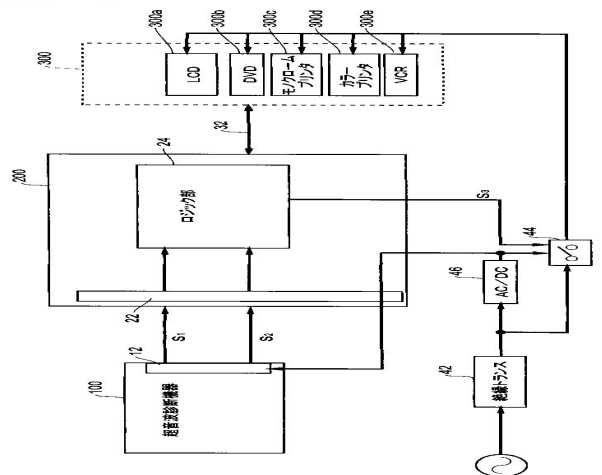 300
300a
LCD
300b
DVD
300c
モノクローム
プリンタ
300d
カラー
プリンタ
300e
VCR
32
200
24
ロジック部
22
S1
S2
S3
100
12
超音波診断機器
44
46
AC/DC
42
絶縁トランス